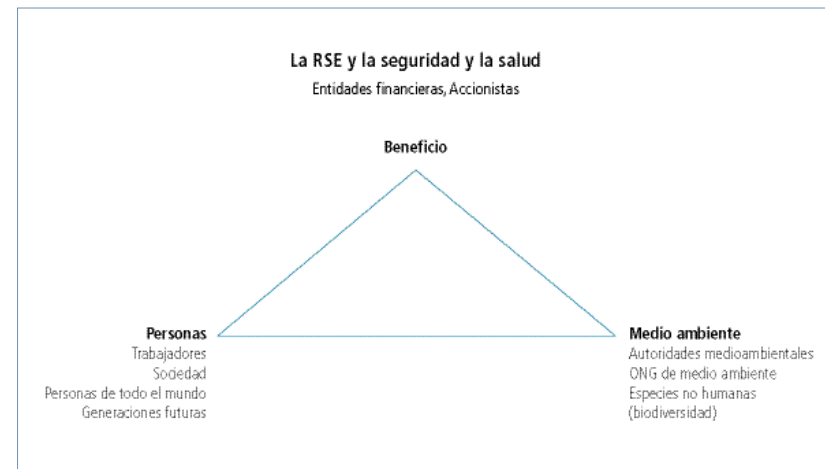 La RSE y la seguridad y la salud
Entidades financieras, Accionistas
Beneficio
Personas
Trabajadores
Sociedad
Personas de todo el mundo
Generaciones futuras
Medio ambiente
Autoridades medioambientales
ONG de medio ambiente
Especies no humanas
(biodiversidad)